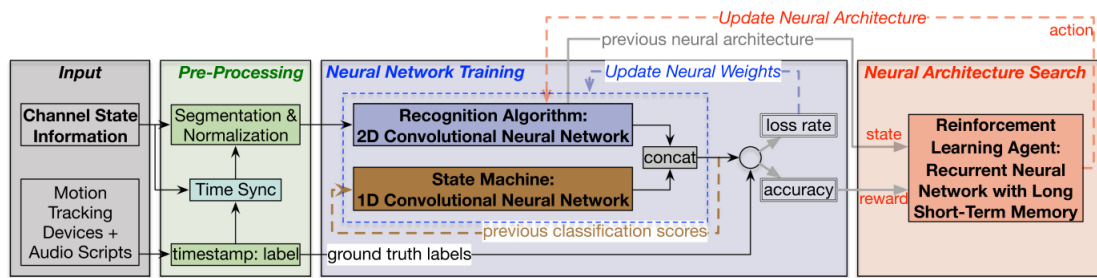 Update Neural Architecture
action
previous neural architecture
Input
Pre-Processing
Neural Network Training
Update Neural Weights
Neural Architecture Search
Channel State
Information
Segmentation &
Normalization
Recognition Algorithm:
2D Convolutional Neural Network
loss rate
state
Reinforcement
Learning Agent:
Recurrent Neural
Network with Long
Short-Term Memory
concat
Time Sync
State Machine:
1D Convolutional Neural Network
accuracy
reward
Motion
Tracking
Devices +
Audio Scripts
previous classification scores
timestamp: label
ground truth labels